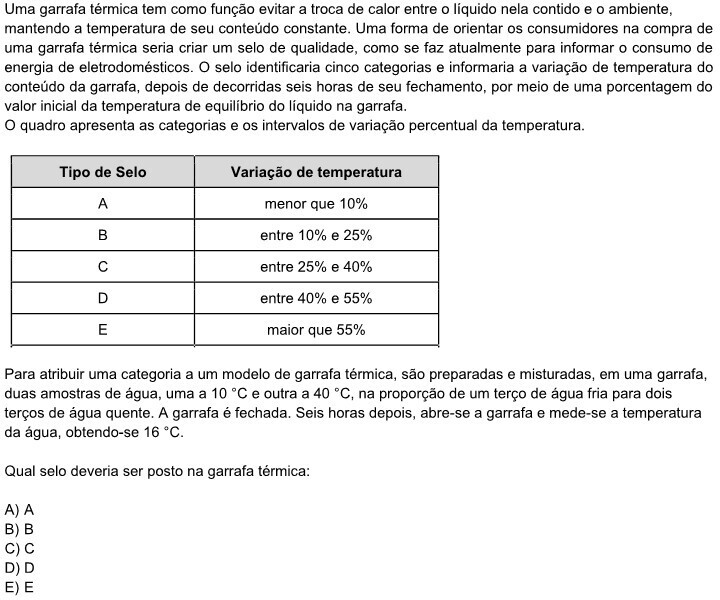 Uma garrafa térmica tem como função evitar a troca de calor entre o líquido nela contido e o ambiente,
mantendo a temperatura de seu conteúdo constante. Uma forma de orientar os consumidores na compra de
uma garrafa térmica seria criar um selo de qualidade, como se faz atualmente para informar o consumo de
energia de eletrodomésticos. O selo identificaria cinco categorias e informaria a variação de temperatura do
conteúdo da garrafa, depois de decorridas seis horas de seu fechamento, por meio de uma porcentagem do
valor inicial da temperatura de equilíbrio do líquido na garrafa.
O quadro apresenta as categorias e os intervalos de variação percentual da temperatura.
Tipo de Selo Variação de temperatura
A menor que 10%
B entre 10% e 25%
C entre 25% e 40%
D entre 40% e 55%
E maior que 55%
Para atribuir uma categoria a um modelo de garrafa térmica, são preparadas e misturadas, em uma garrafa,
duas amostras de água, uma a 10 °C e outra a 40 °C, na proporção de um terço de água fria para dois
terços de água quente. A garrafa é fechada. Seis horas depois, abre-se a garrafa e mede-se a temperatura
da água, obtendo-se 16 °C.
Qual selo deveria ser posto na garrafa térmica:
A) A
B) B
C) C
D) D
E) E